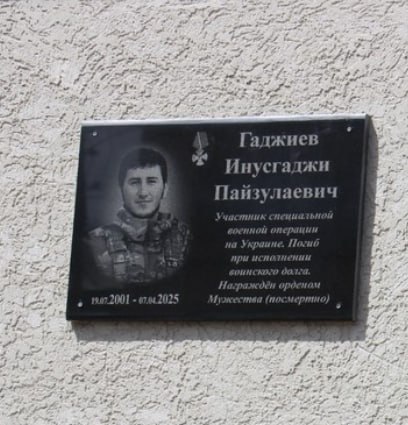 Гаджиев
Инусгаджи
Пайзулаевич
Участник специальной
военной операции
на Украине. Погиб
при исполнении
воинского долга.
Награждён орденом
Мужества (посмертно)
19.07.2001 - 07.04.2025